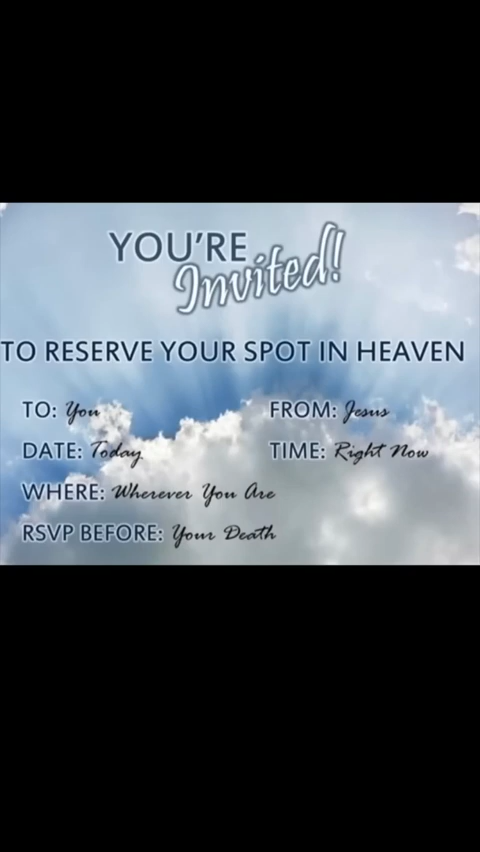 YOU'RE
Invited!
TO RESERVE YOUR SPOT IN HEAVEN
TO: You FROM: Jesus
DATE: Today TIME: Right Now
WHERE: Wherever You Are
RSVP BEFORE: Your Death